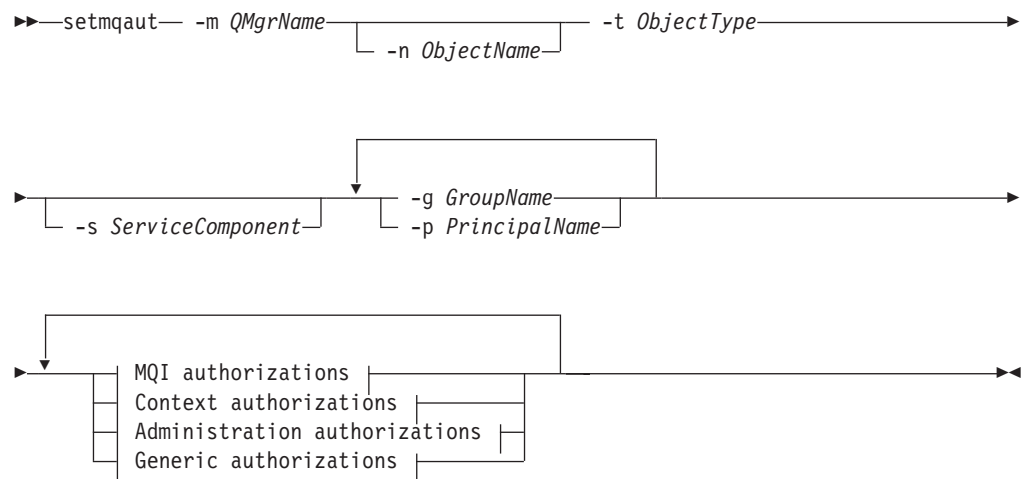 setmqaut -m QMgrName -t ObjectType
-n ObjectName
-g GroupName
-s ServiceComponent -p PrincipalName
MQI authorizations
Context authorizations
Administration authorizations
Generic authorizations